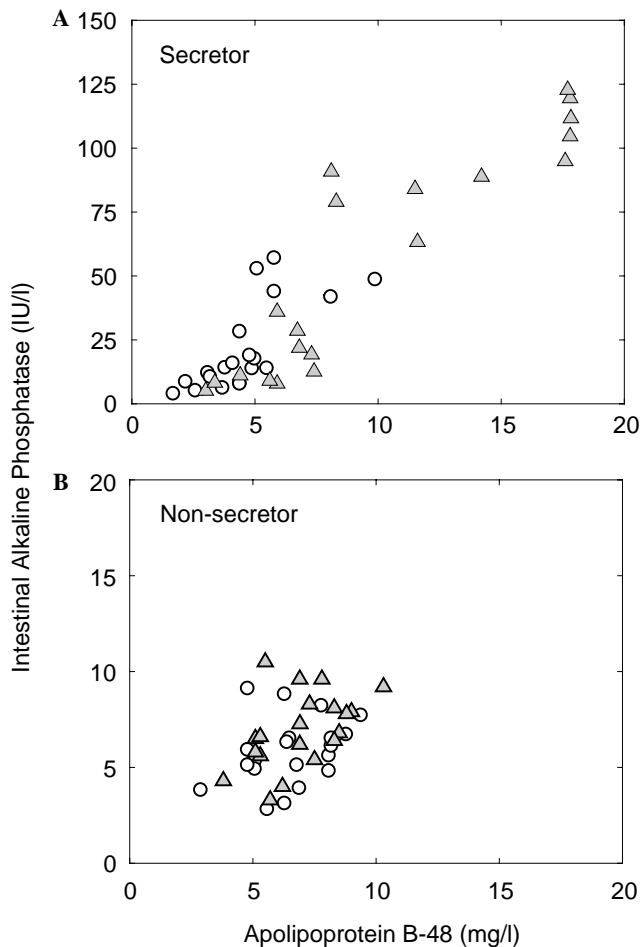 A
150
Secretor
125
100
75
50
25
0
0 5 10 15 20
Intestinal Alkaline Phosphatase (IU/l)
B
20
Non-secretor
15
10
5
0
0 5 10 15 20
Apolipoprotein B-48 (mg/l)